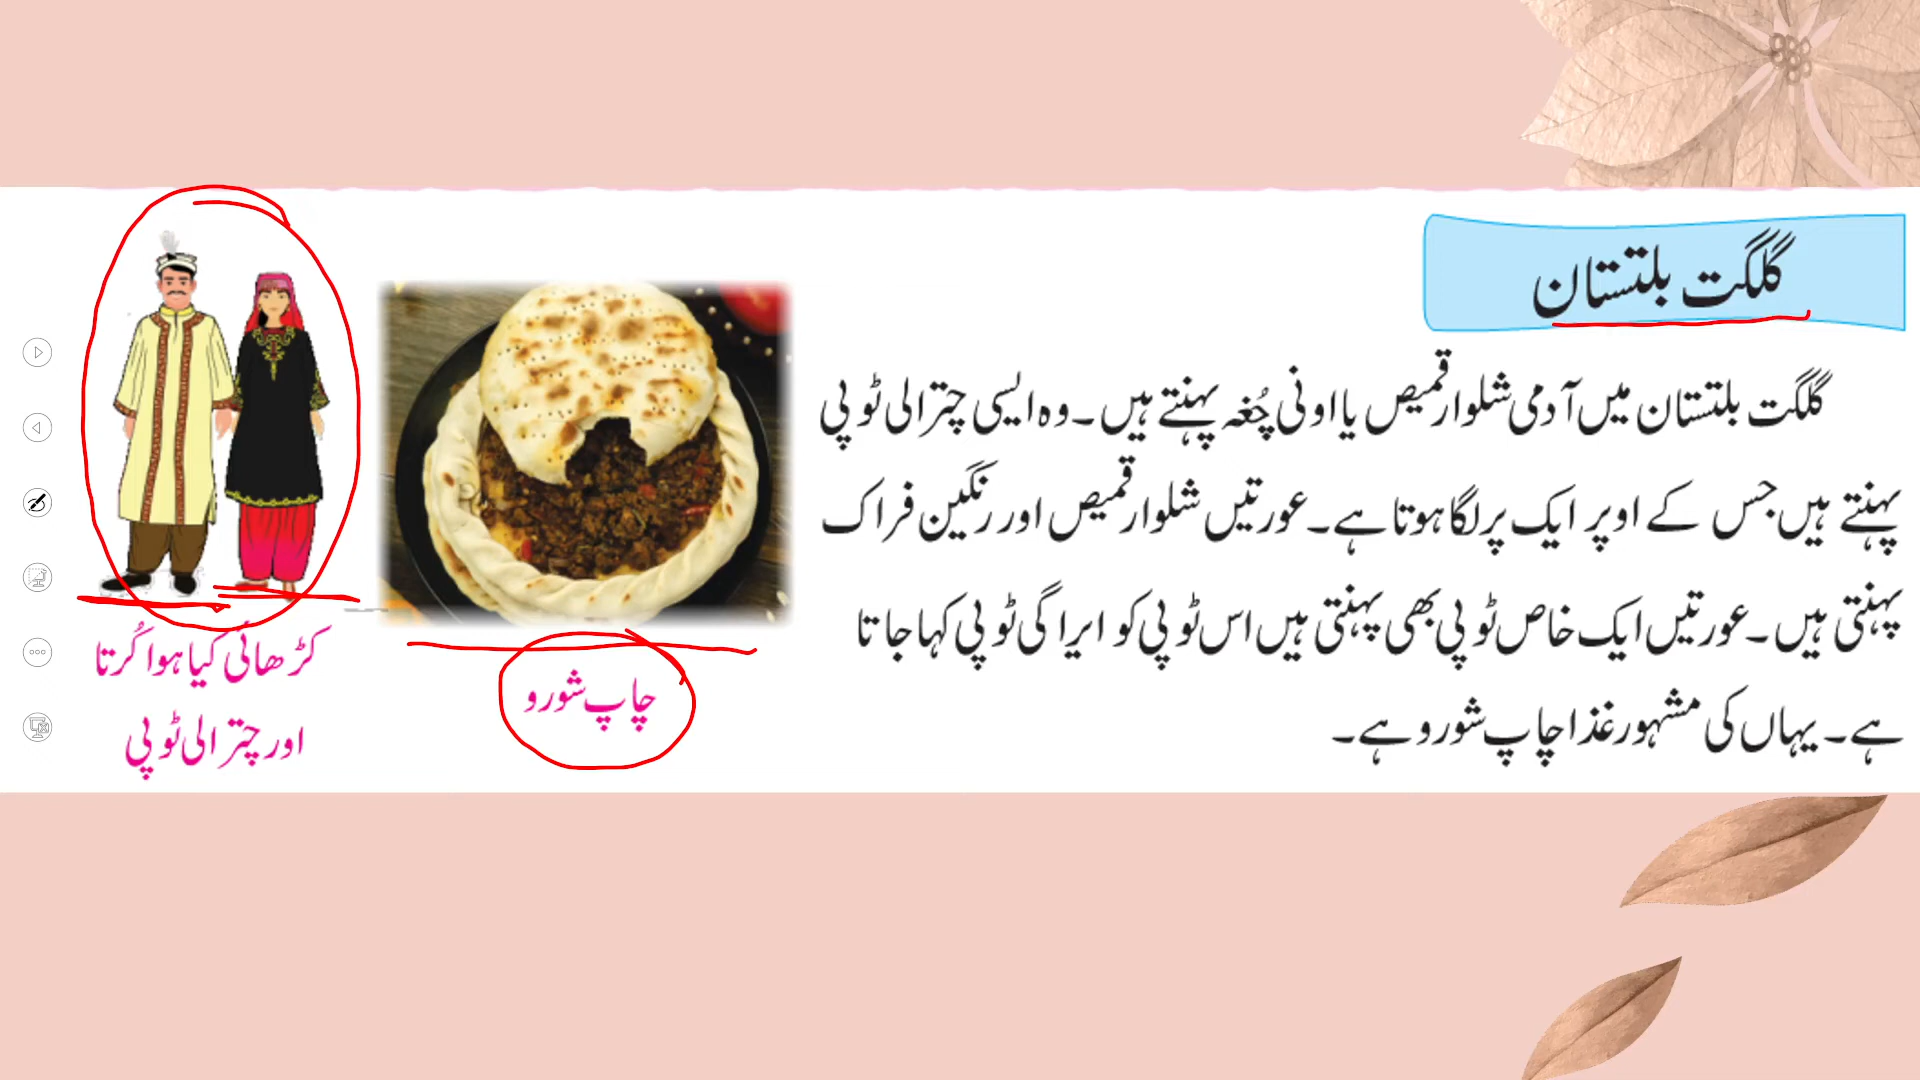 گلگت بلتستان
گلگت بلتستان میں آدمی شلوار قمیص یا اونی چُغہ پہنتے ہیں۔ وہ ایسی چترالی ٹوپی
پہنتے ہیں جس کے اوپر ایک پر لگا ہوتا ہے۔ عورتیں شلوار قمیص اور رنگین فراک
پہنتی ہیں۔ عورتیں ایک خاص ٹوپی بھی پہنتی ہیں اس ٹوپی کو ایراگی ٹوپی کہا جاتا
ہے۔ یہاں کی مشہور غذا چاپ شورو ہے۔
چاپ شورو
کڑھائی کیا ہوا کُرتا
اور چترالی ٹوپی